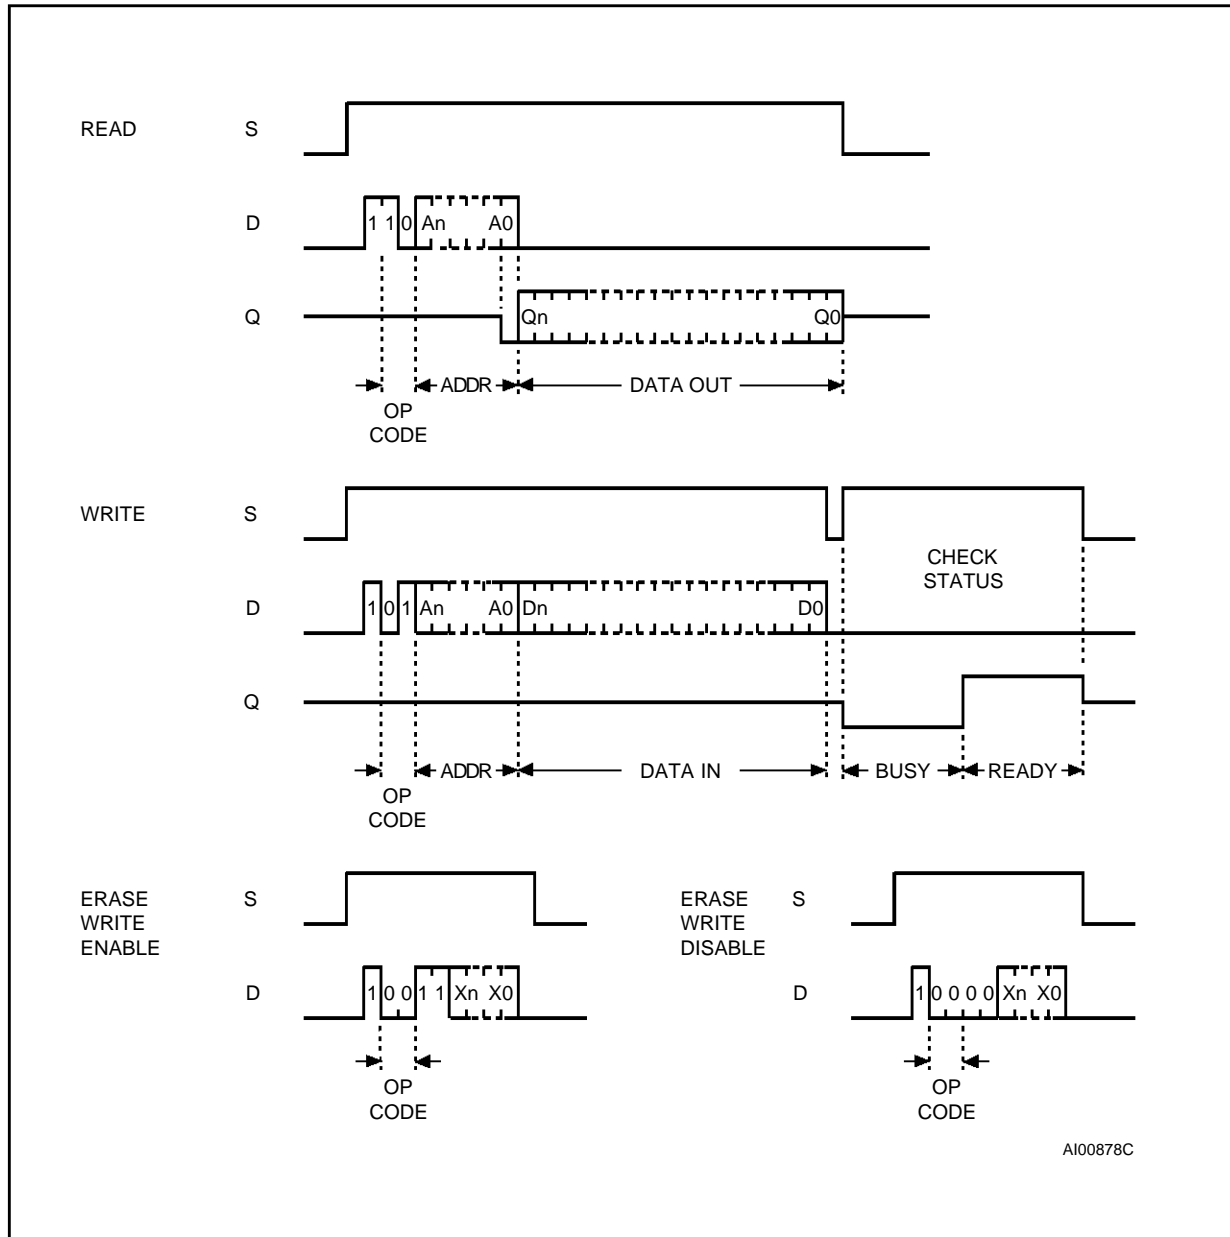 READ S
D 1 1 0 An A0
Q Qn Q0
ADDR DATA OUT
OP
CODE
WRITE S
CHECK
STATUS
D 1 0 1 An A0 Dn D0
Q
ADDR DATA IN BUSY READY
OP
CODE
ERASE
WRITE
ENABLE
S
D 1 0 0 1 1 Xn X0
OP
CODE
ERASE
WRITE
DISABLE
S
D 1 0 0 0 0 Xn X0
OP
CODE
AI00878C